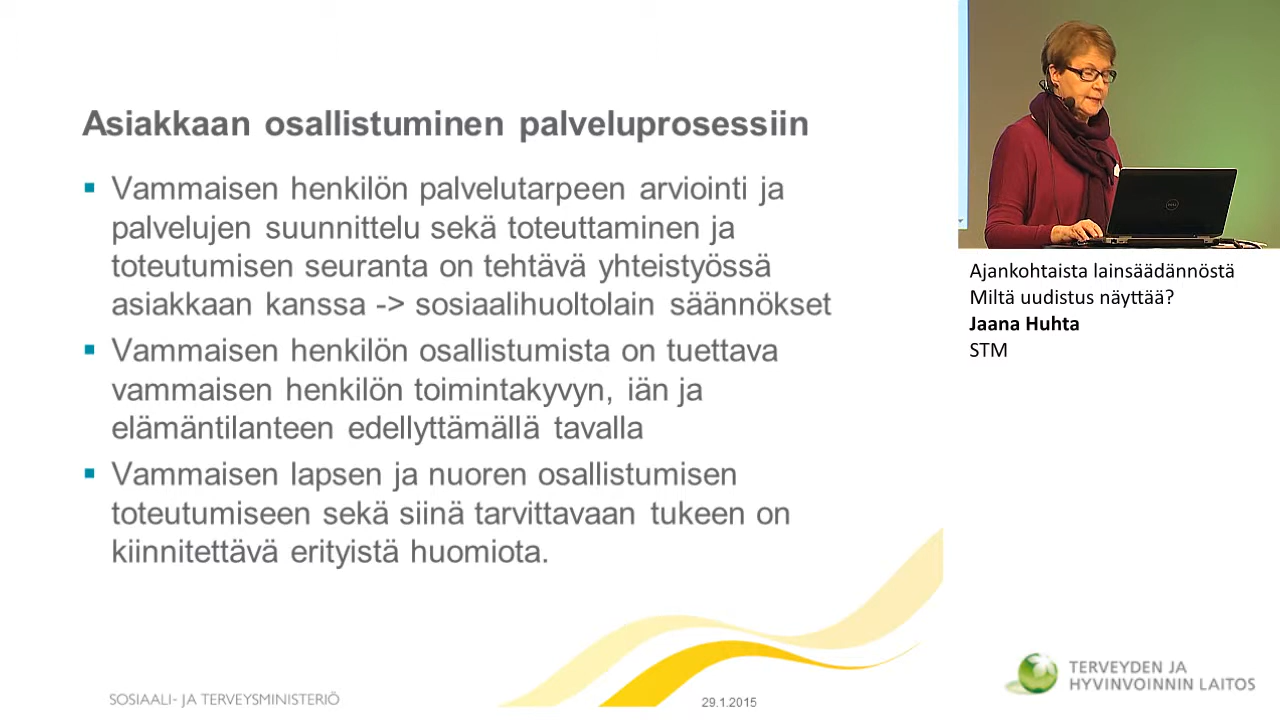 Asiakkaan osallistuminen palveluprosessiin
Vammaisen henkilön palvelutarpeen arviointi ja
palvelujen suunnittelu sekä toteuttaminen ja
toteutumisen seuranta on tehtävä yhteistyössä
asiakkaan kanssa -> sosiaalihuoltolain säännökset
Vammaisen henkilön osallistumista on tuettava
vammaisen henkilön toimintakyvyn, iän ja
elämäntilanteen edellyttämällä tavalla
Vammaisen lapsen ja nuoren osallistumisen
toteutumiseen sekä siinä tarvittavaan tukeen on
kiinnitettävä erityistä huomiota.
SOSIAALI- JA TERVEYSMINISTERIÖ
29.1.2015
DELL
Ajankohtaista lainsäädännöstä
Miltä uudistus näyttää?
Jaana Huhta
STM
TERVEYDEN JA
HYVINVOINNIN LAITOS